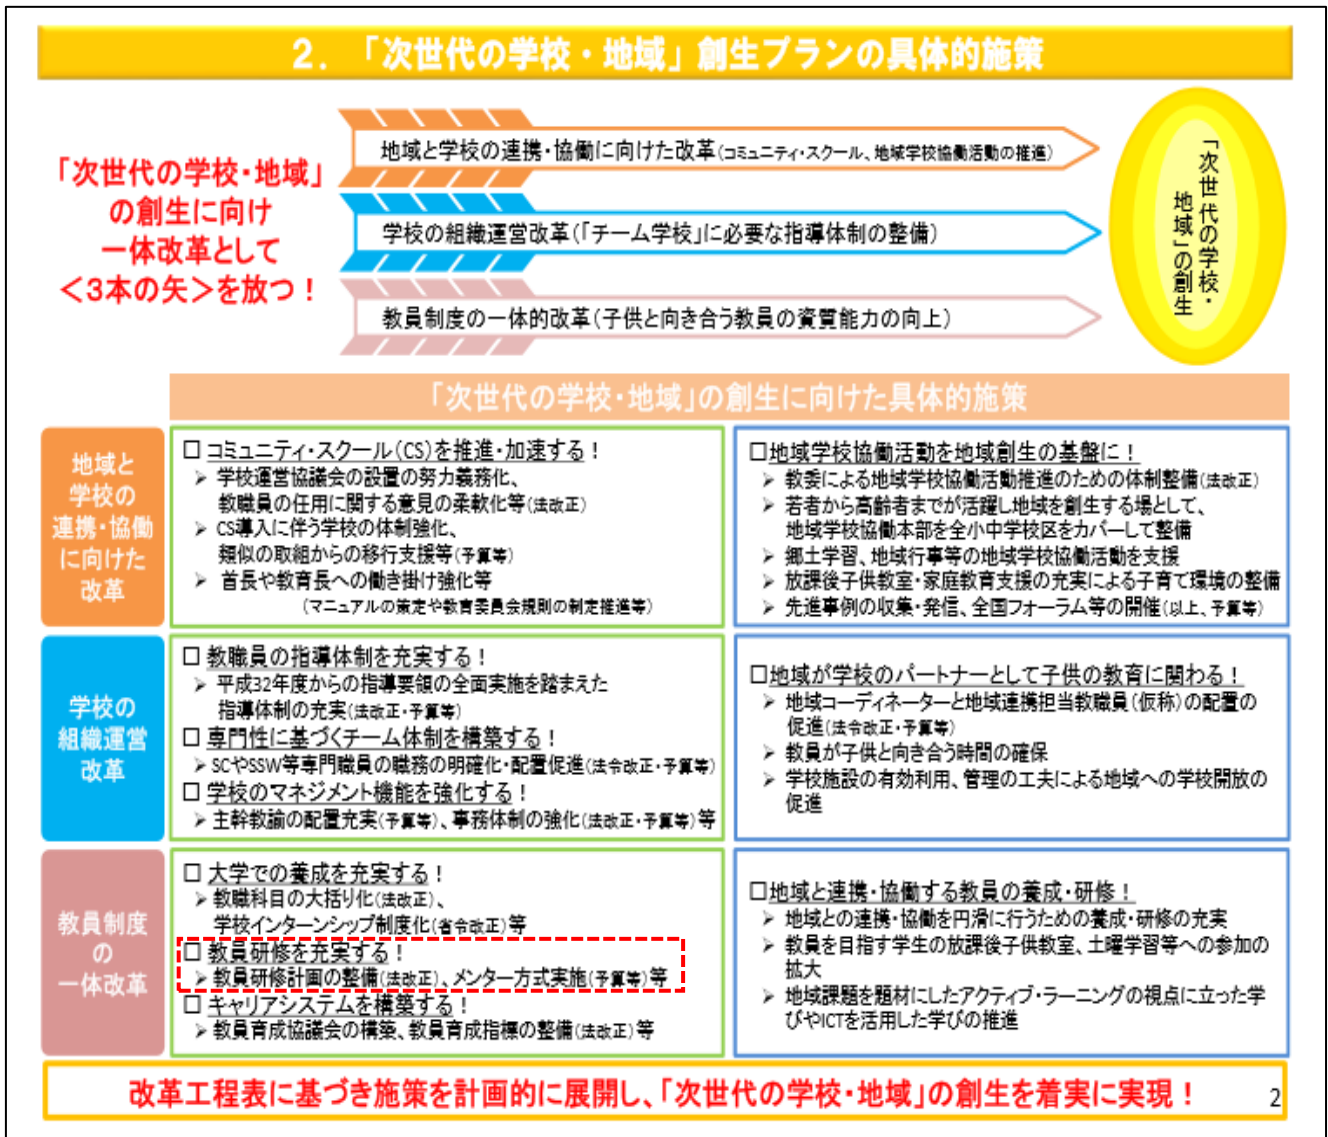 2. 「次世代の学校・地域」創生プランの具体的施策
「次世代の学校・地域」
の創生に向け
一体改革として
<3本の矢>を放つ!
地域と学校の連携・協働に向けた改革(コミュニティ・スクール、地域学校協働活動の推進)
学校の組織運営改革(「チーム学校」に必要な指導体制の整備)
教員制度の一体的改革(子供と向き合う教員の資質能力の向上)
「次世代の学校・
地域」の創生
「次世代の学校・地域」の創生に向けた具体的施策
地域と
学校の
連携・協働
に向けた
改革
□ コミュニティ・スクール(CS)を推進・加速する!
➢ 学校運営協議会の設置の努力義務化、
教職員の任用に関する意見の柔軟化等(法改正)
➢ CS導入に伴う学校の体制強化、
類似の取組からの移行支援等(予算等)
➢ 首長や教育長への働き掛け強化等
(マニュアルの策定や教育委員会規則の制定推進等)
□地域学校協働活動を地域創生の基盤に!
➢ 教委による地域学校協働活動推進のための体制整備(法改正)
➢ 若者から高齢者までが活躍し地域を創生する場として、
地域学校協働本部を全小中学校区をカバーして整備
➢ 郷土学習、地域行事等の地域学校協働活動を支援
➢ 放課後子供教室・家庭教育支援の充実による子育て環境の整備
➢ 先進事例の収集・発信、全国フォーラム等の開催(以上、予算等)
学校の
組織運営
改革
□ 教職員の指導体制を充実する!
➢ 平成32年度からの指導要領の全面実施を踏まえた
指導体制の充実(法改正・予算等)
□ 専門性に基づくチーム体制を構築する!
➢ SCやSSW等専門職員の職務の明確化・配置促進(法令改正・予算等)
□ 学校のマネジメント機能を強化する!
➢ 主幹教諭の配置充実(予算等)、事務体制の強化(法改正・予算等)等
□地域が学校のパートナーとして子供の教育に関わる!
➢ 地域コーディネーターと地域連携担当教職員(仮称)の配置の
促進(法令改正・予算等)
➢ 教員が子供と向き合う時間の確保
➢ 学校施設の有効利用、管理の工夫による地域への学校開放の
促進
教員制度
の
一体改革
□ 大学での養成を充実する!
➢ 教職科目の大括り化(法改正)、
学校インターンシップ制度化(省令改正)等
□ 教員研修を充実する!
➢ 教員研修計画の整備(法改正)、メンター方式実施(予算等)等
□ キャリアシステムを構築する!
➢ 教員育成協議会の構築、教員育成指標の整備(法改正)等
□地域と連携・協働する教員の養成・研修!
➢ 地域との連携・協働を円滑に行うための養成・研修の充実
➢ 教員を目指す学生の放課後子供教室、土曜学習等への参加の
拡大
➢ 地域課題を題材にしたアクティブ・ラーニングの視点に立った学
びやICTを活用した学びの推進
改革工程表に基づき施策を計画的に展開し、「次世代の学校・地域」の創生を着実に実現!
2